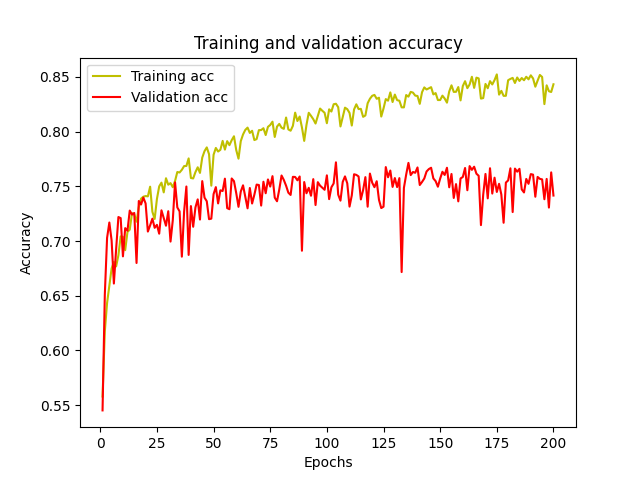 Training and validation accuracy
Training acc
Validation acc
0.85
0.80
0.75
0.70
0.65
0.60
0.55
Accuracy
0 25 50 75 100 125 150 175 200
Epochs